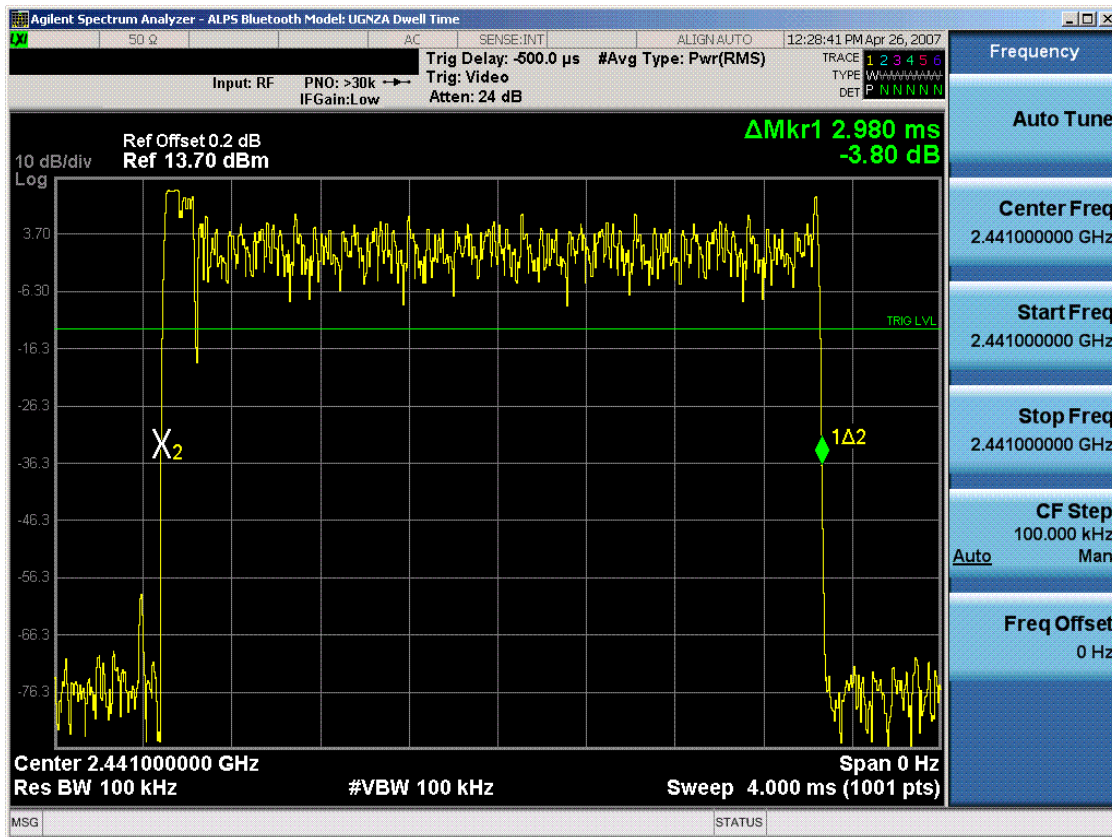 Agilent Spectrum Analyzer - ALPS Bluetooth Model: UGNZA Dwell Time
LXI 50 Ω AC SENSE:INT ALIGN AUTO 12:28:41 PM Apr 26, 2007
Input: RF PNO: >30k IFGain:Low
Trig Delay: -500.0 µs #Avg Type: Pwr(RMS)
Trig: Video
Atten: 24 dB
TRACE 1 2 3 4 5 6
TYPE W
DET P N N N N N
ΔMkr1 2.980 ms
-3.80 dB
Ref Offset 0.2 dB
10 dB/div Ref 13.70 dBm
Log
3.70
-6.30
TRIG LVL
-16.3
-26.3
2
1Δ2
-36.3
-46.3
-56.3
-66.3
-76.3
Center 2.441000000 GHz Span 0 Hz
Res BW 100 kHz #VBW 100 kHz Sweep 4.000 ms (1001 pts)
MSG STATUS
Frequency
Auto Tune
Center Freq
2.441000000 GHz
Start Freq
2.441000000 GHz
Stop Freq
2.441000000 GHz
CF Step
100.000 kHz
Auto Man
Freq Offset
0 Hz